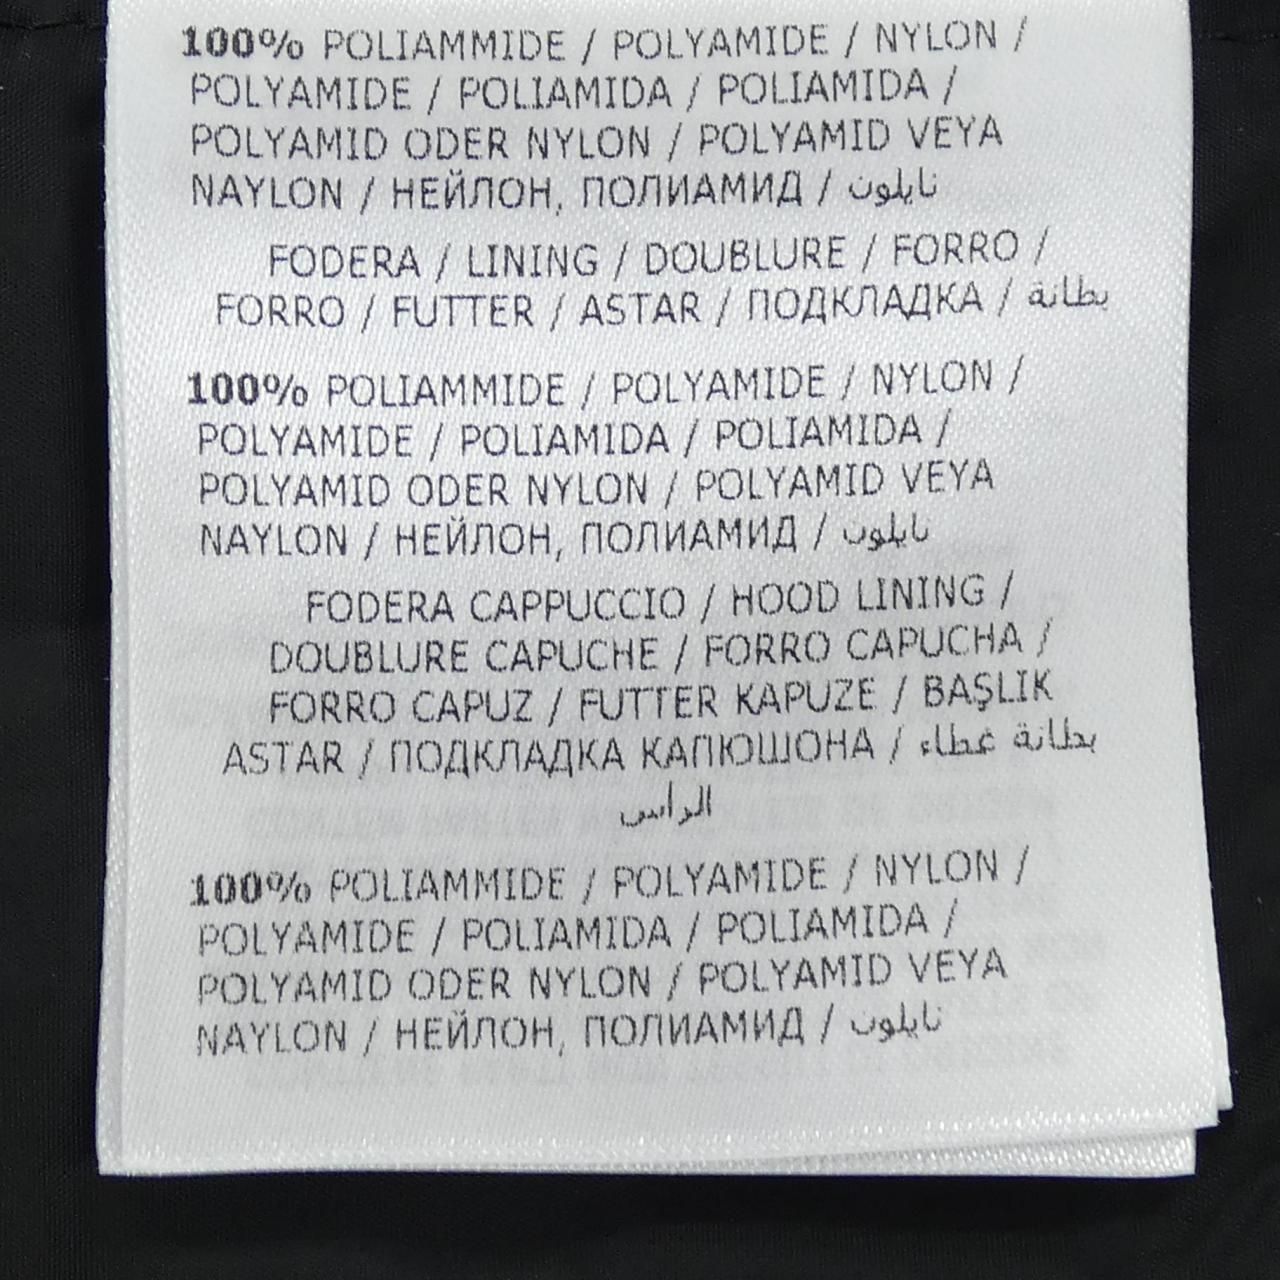 100% POLIAMMIDE / POLYAMIDE / NYLON /
POLYAMIDE / POLIAMIDA / POLIAMIDA /
POLYAMID ODER NYLON / POLYAMID VEYA
NAYLON / НЕЙЛОН, ПОЛИАМИД / نايلون
FODERA / LINING / DOUBLURE / FORRO /
FORRO / FUTTER / ASTAR / ПОДКЛАДКА / بطانة
100% POLIAMMIDE / POLYAMIDE / NYLON /
POLYAMIDE / POLIAMIDA / POLIAMIDA /
POLYAMID ODER NYLON / POLYAMID VEYA
NAYLON / НЕЙЛОН, ПОЛИАМИД / نايلون
FODERA CAPPUCCIO / HOOD LINING /
DOUBLURE CAPUCHE / FORRO CAPUCHA /
FORRO CAPUZ / FUTTER KAPUZE / BAŞLIK
ASTAR / ПОДКЛАДКА КАПЮШОНА / بطانة غطاء
الرأس
100% POLIAMMIDE / POLYAMIDE / NYLON /
POLYAMIDE / POLIAMIDA / POLIAMIDA /
POLYAMID ODER NYLON / POLYAMID VEYA
NAYLON / НЕЙЛОН, ПОЛИАМИД / نايلون